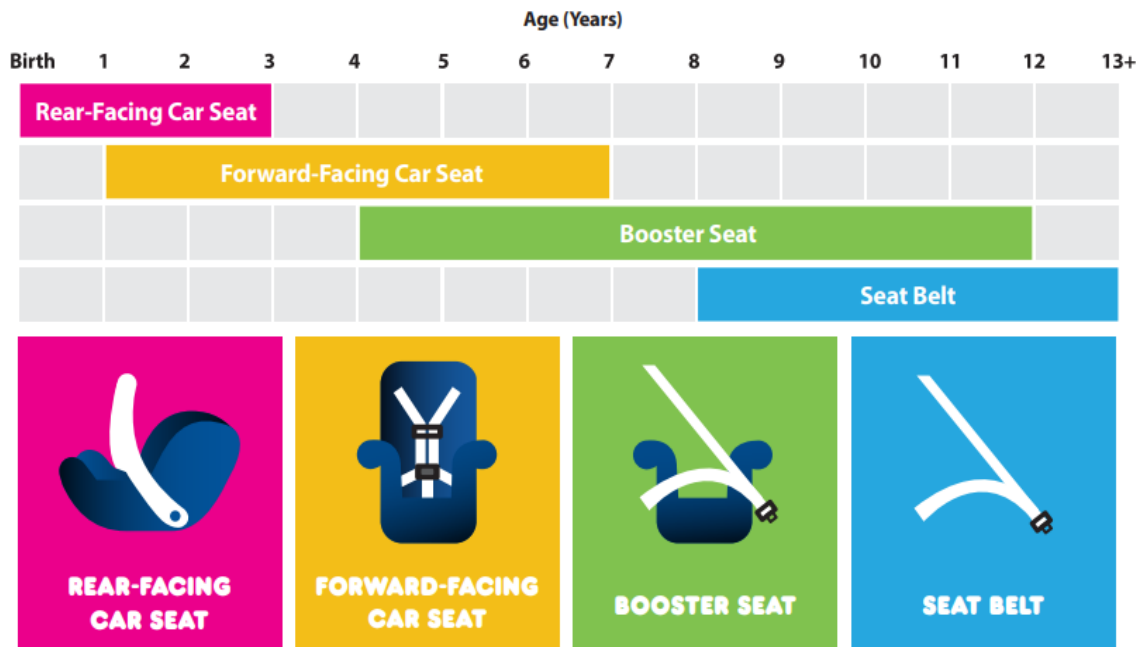 Age (Years)
Birth 1 2 3 4 5 6 7 8 9 10 11 12 13+
Rear-Facing Car Seat
Forward-Facing Car Seat
Booster Seat
Seat Belt
REAR-FACING
CAR SEAT
FORWARD-FACING
CAR SEAT
BOOSTER SEAT
SEAT BELT